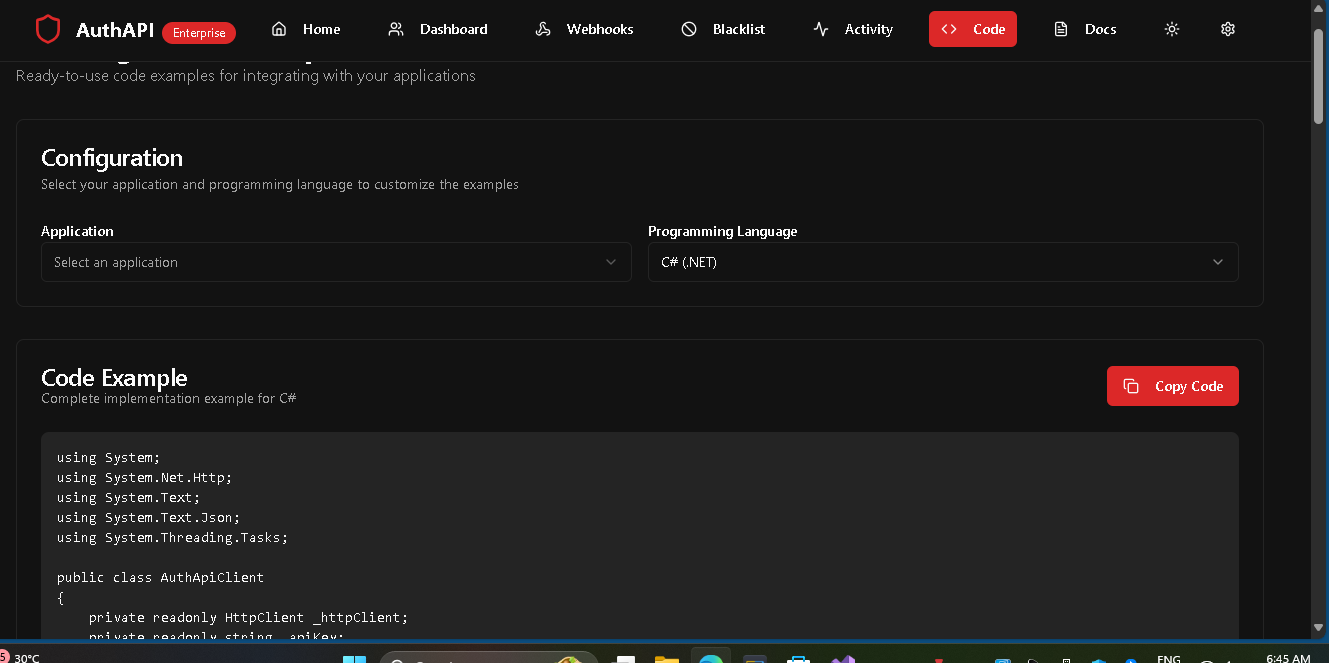 AuthAPI Enterprise Home Dashboard Webhooks Blacklist Activity Code Docs
Ready-to-use code examples for integrating with your applications
Configuration
Select your application and programming language to customize the examples
Application
Select an application
Programming Language
C# (.NET)
Code Example
Complete implementation example for C#
Copy Code
using System;
using System.Net.Http;
using System.Text;
using System.Text.Json;
using System.Threading.Tasks;
public class AuthApiClient
{
private readonly HttpClient _httpClient;
private readonly string _apiKey;
5 30°C
ENG
6:45 AM